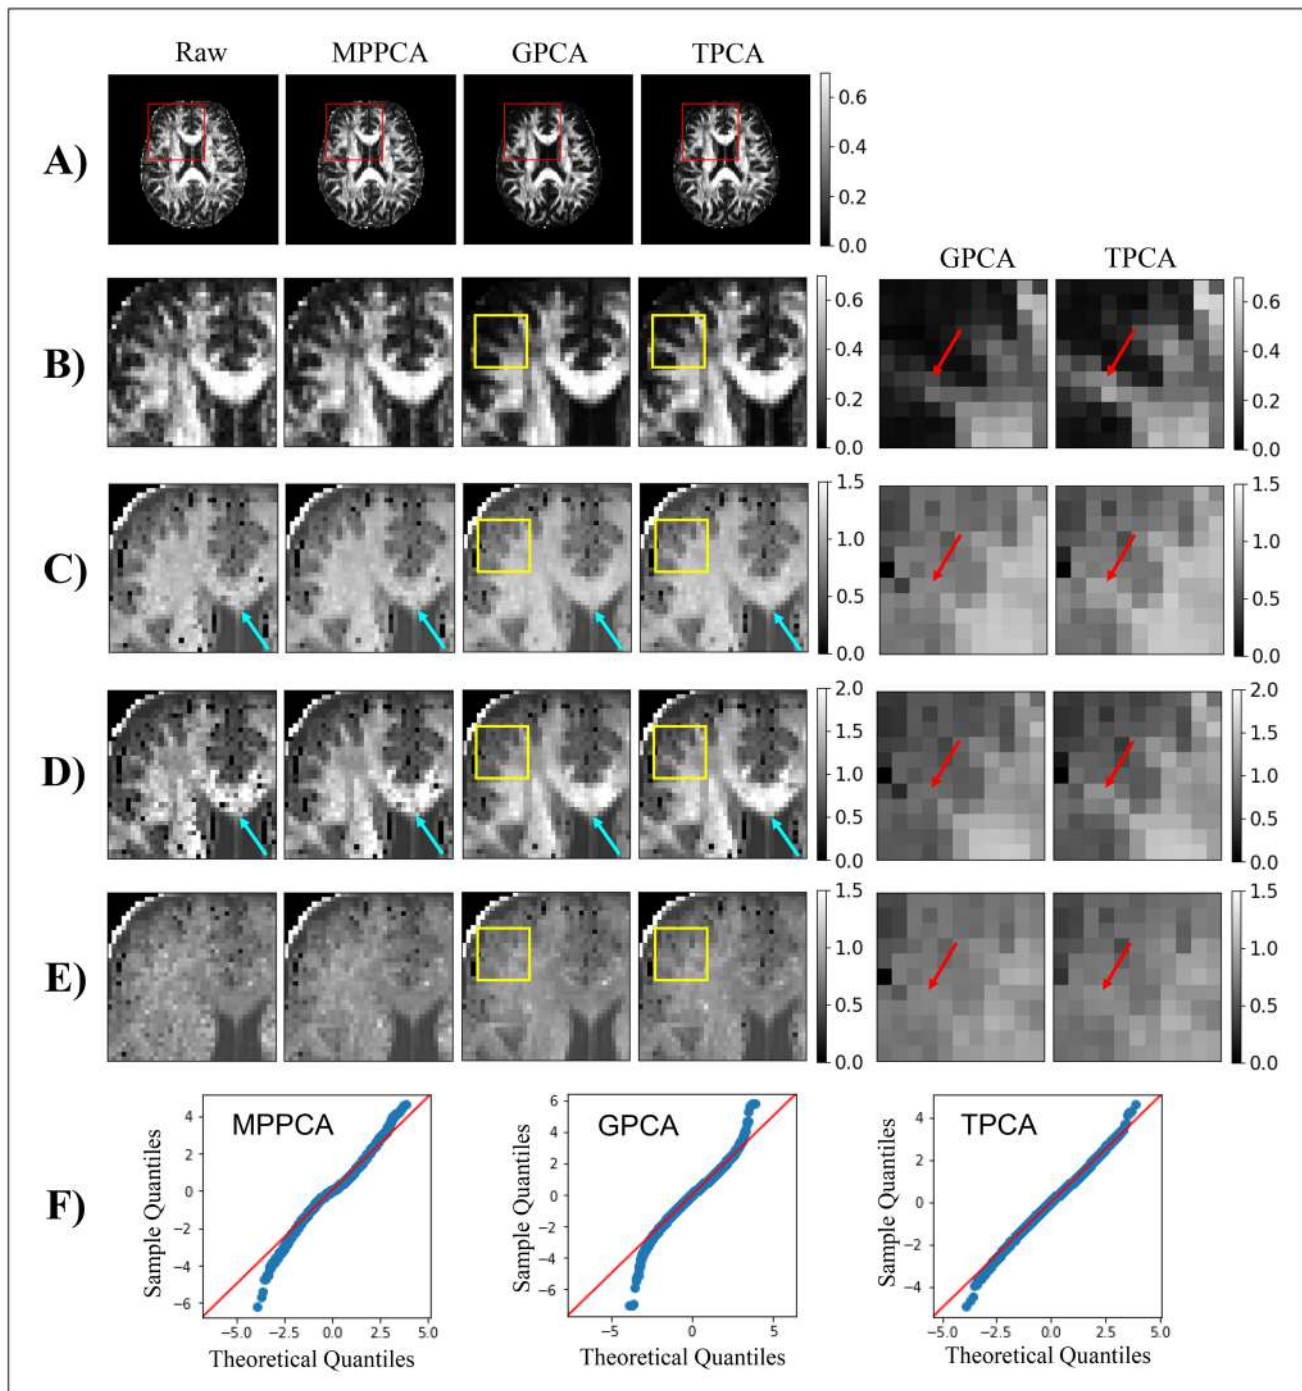 Raw MPPCA GPCA TPCA
A)
0.6
0.4
0.2
0.0
GPCA TPCA
B)
0.6
0.4
0.2
0.0
0.6
0.4
0.2
0.0
C)
1.5
1.0
0.5
0.0
1.5
1.0
0.5
0.0
D)
2.0
1.5
1.0
0.5
0.0
2.0
1.5
1.0
0.5
0.0
E)
1.5
1.0
0.5
0.0
1.5
1.0
0.5
0.0
F)
MPPCA
Sample Quantiles
4
2
0
−2
−4
−6
−5.0 −2.5 0.0 2.5 5.0
Theoretical Quantiles
GPCA
Sample Quantiles
6
4
2
0
−2
−4
−6
−5 0 5
Theoretical Quantiles
TPCA
Sample Quantiles
4
2
0
−2
−4
−5.0 −2.5 0.0 2.5 5.0
Theoretical Quantiles